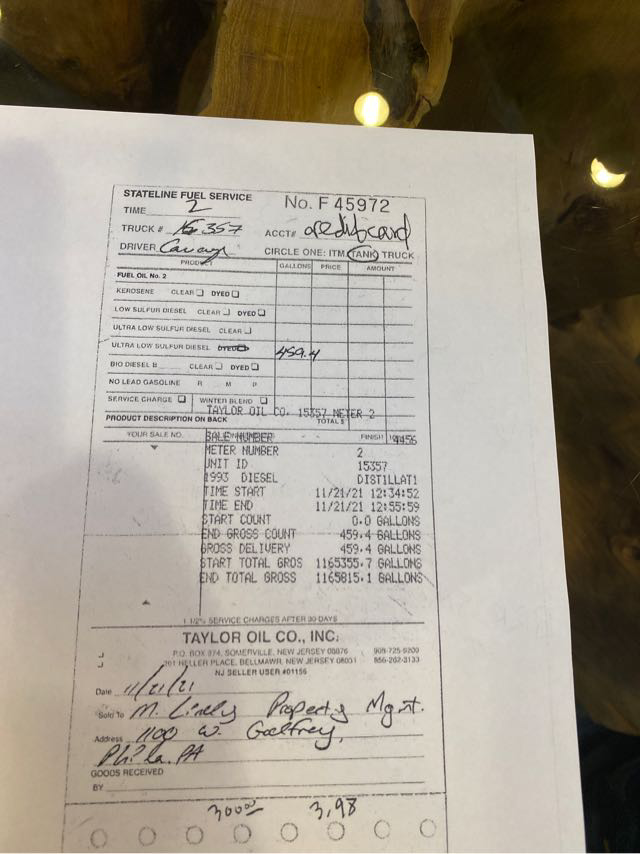 STATELINE FUEL SERVICE
No. F 45972
TIME 2
TRUCK # 357 ACCT# creditcard
DRIVER CIRCLE ONE: ITM. TANK TRUCK
PRODUCT GALLONS PRICE AMOUNT
FUEL OIL No. 2
KEROSENE CLEAR ☐ DYED ☐
LOW SULFUR DIESEL CLEAR ☐ DYED ☐
ULTRA LOW SULFUR DIESEL CLEAR ☐
ULTRA LOW SULFUR DIESEL DYED ☐ 459.4
BIO DIESEL B CLEAR ☐ DYED ☐
NO LEAD GASOLINE R M P
SERVICE CHARGE ☐ WINTER BLEND ☐
TAYLOR OIL CO. 15357 METER 2
PRODUCT DESCRIPTION ON BACK TOTAL $
YOUR SALE NO. SALE NUMBER FINISH
METER NUMBER 2
UNIT ID 15357
1993 DIESEL DISTILLAT1
TIME START 11/21/21 12:34:52
TIME END 11/21/21 12:55:59
START COUNT 0.0 GALLONS
END GROSS COUNT 459.4 GALLONS
GROSS DELIVERY 459.4 GALLONS
START TOTAL GROS 1165355.7 GALLONS
END TOTAL GROSS 1165815.1 GALLONS
1 1/2% SERVICE CHARGES AFTER 30 DAYS
TAYLOR OIL CO., INC.
P.O. BOX 974, SOMERVILLE, NEW JERSEY 08876 908-725-9200
HELLER PLACE, BELLMAWR, NEW JERSEY 08031 856-202-3133
NJ SELLER USER #01156
Date 11/21/21
Sold To M. Lively Property Mgmt.
Address 1100 W. Godfrey,
Phila. PA
GOODS RECEIVED
BY
3,98